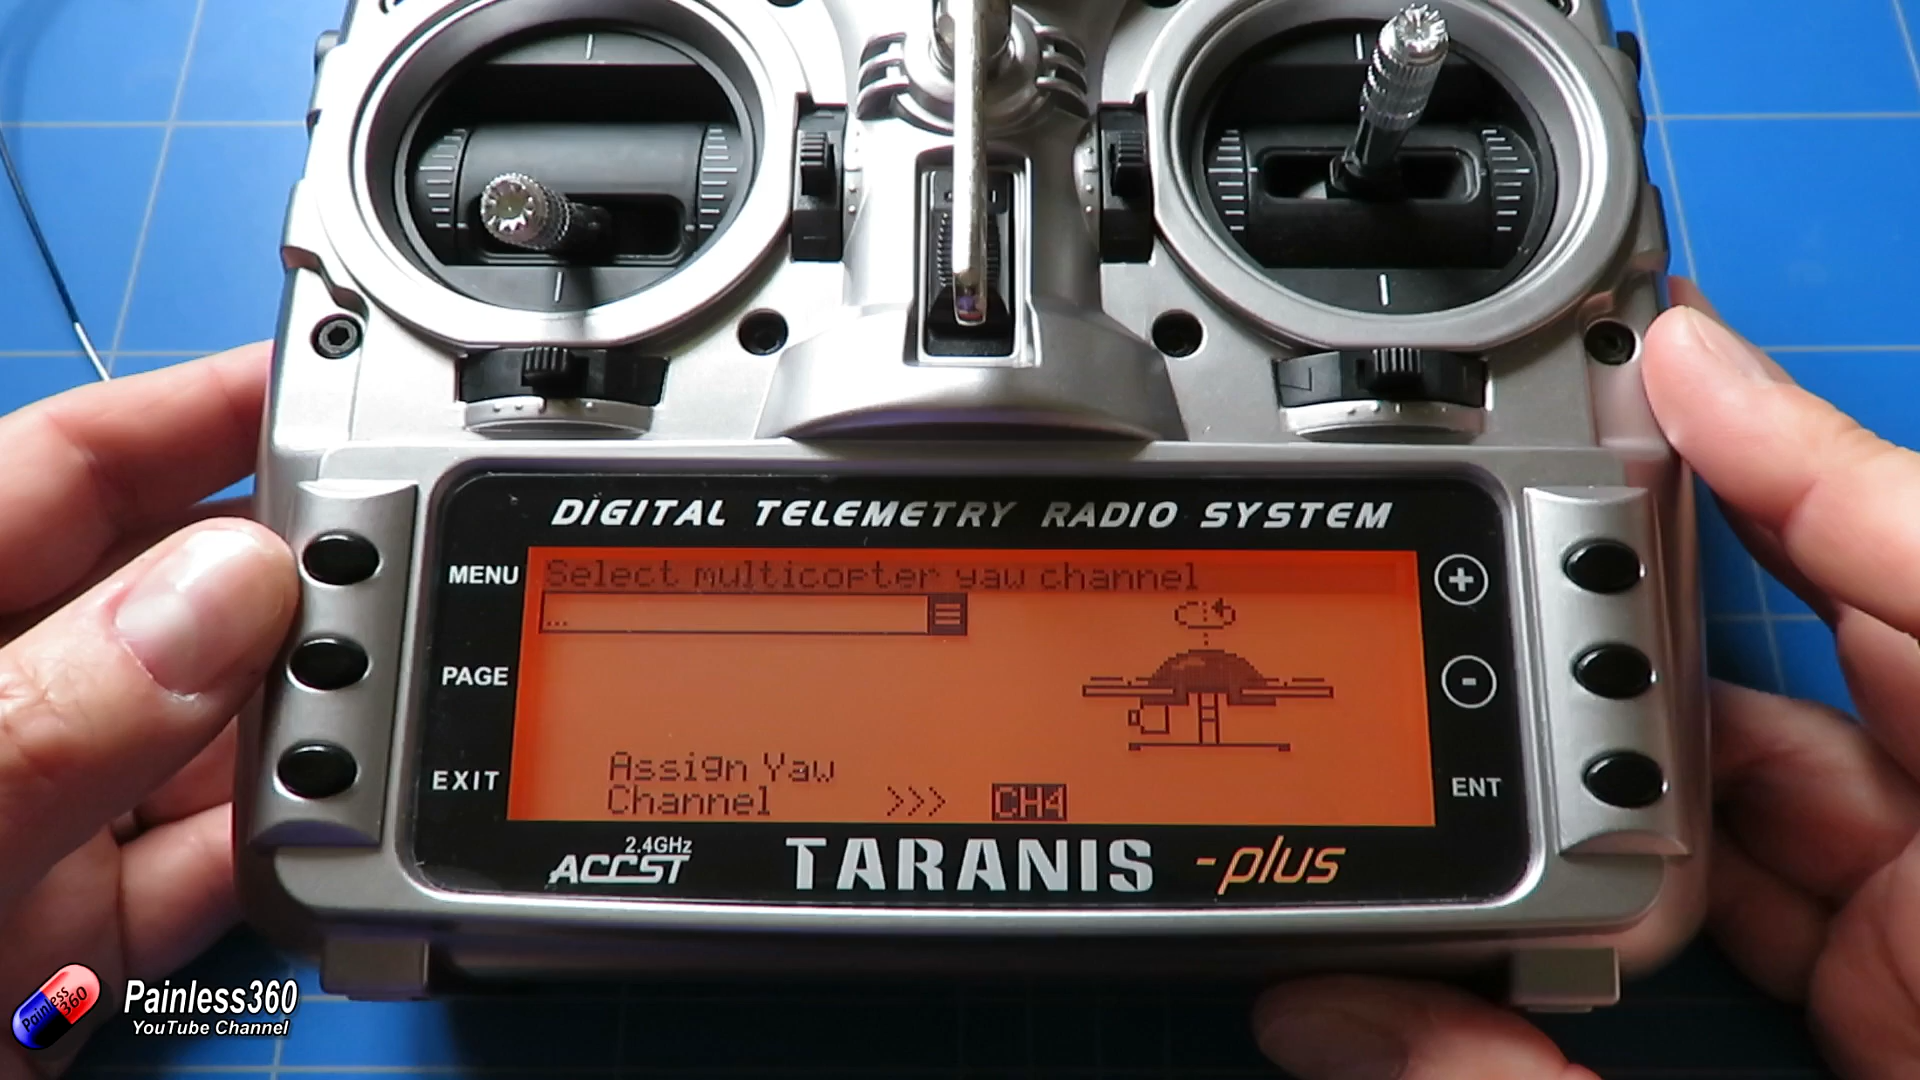 DIGITAL TELEMETRY RADIO SYSTEM
MENU
PAGE
EXIT
Select multicopter yaw channel
...
Assign Yaw
Channel >>> CH4
+
-
ENT
2.4GHz
ACCST
TARANIS -plus
Painless360
Painless360
YouTube Channel